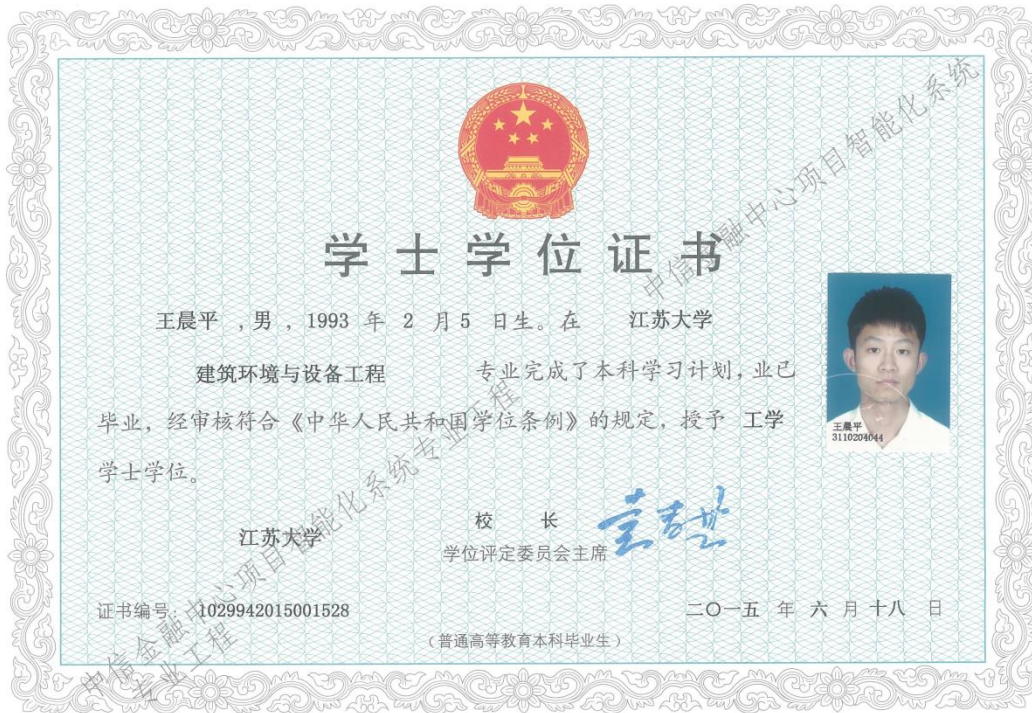 学士学位证书
王晨平 ,男 , 1993 年 2 月 5 日生。在 江苏大学
建筑环境与设备工程 专业完成了本科学习计划,业已
毕业,经审核符合《中华人民共和国学位条例》的规定,授予 工学
学士学位。
王晨平
3110204044
江苏大学
校 长
学位评定委员会主席
证书编号: 1029942015001528
二〇一五 年 六 月 十八 日
(普通高等教育本科毕业生)
中信金融中心项目智能化系统
专业工程
中信金融中心项目智能化系统专业工程